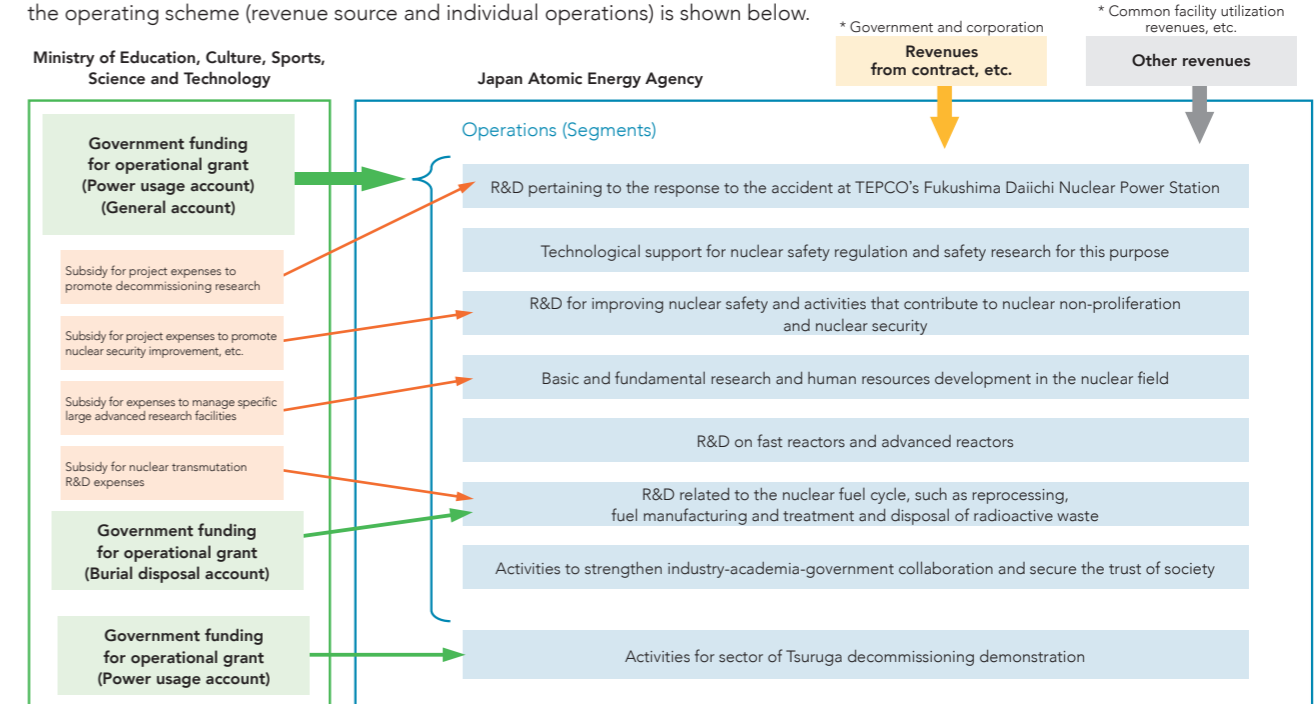 the operating scheme (revenue source and individual operations) is shown below.
* Government and corporation
* Common facility utilization
revenues, etc.
Revenues
from contract, etc.
Other revenues
Ministry of Education, Culture, Sports,
Science and Technology
Japan Atomic Energy Agency
Government funding
for operational grant
(Power usage account)
(General account)
Subsidy for project expenses to
promote decommissioning research
Subsidy for project expenses to promote
nuclear security improvement, etc.
Subsidy for expenses to manage specific
large advanced research facilities
Subsidy for nuclear transmutation
R&D expenses
Government funding
for operational grant
(Burial disposal account)
Government funding
for operational grant
(Power usage account)
Operations (Segments)
R&D pertaining to the response to the accident at TEPCO's Fukushima Daiichi Nuclear Power Station
Technological support for nuclear safety regulation and safety research for this purpose
R&D for improving nuclear safety and activities that contribute to nuclear non-proliferation
and nuclear security
Basic and fundamental research and human resources development in the nuclear field
R&D on fast reactors and advanced reactors
R&D related to the nuclear fuel cycle, such as reprocessing,
fuel manufacturing and treatment and disposal of radioactive waste
Activities to strengthen industry-academia-government collaboration and secure the trust of society
Activities for sector of Tsuruga decommissioning demonstration